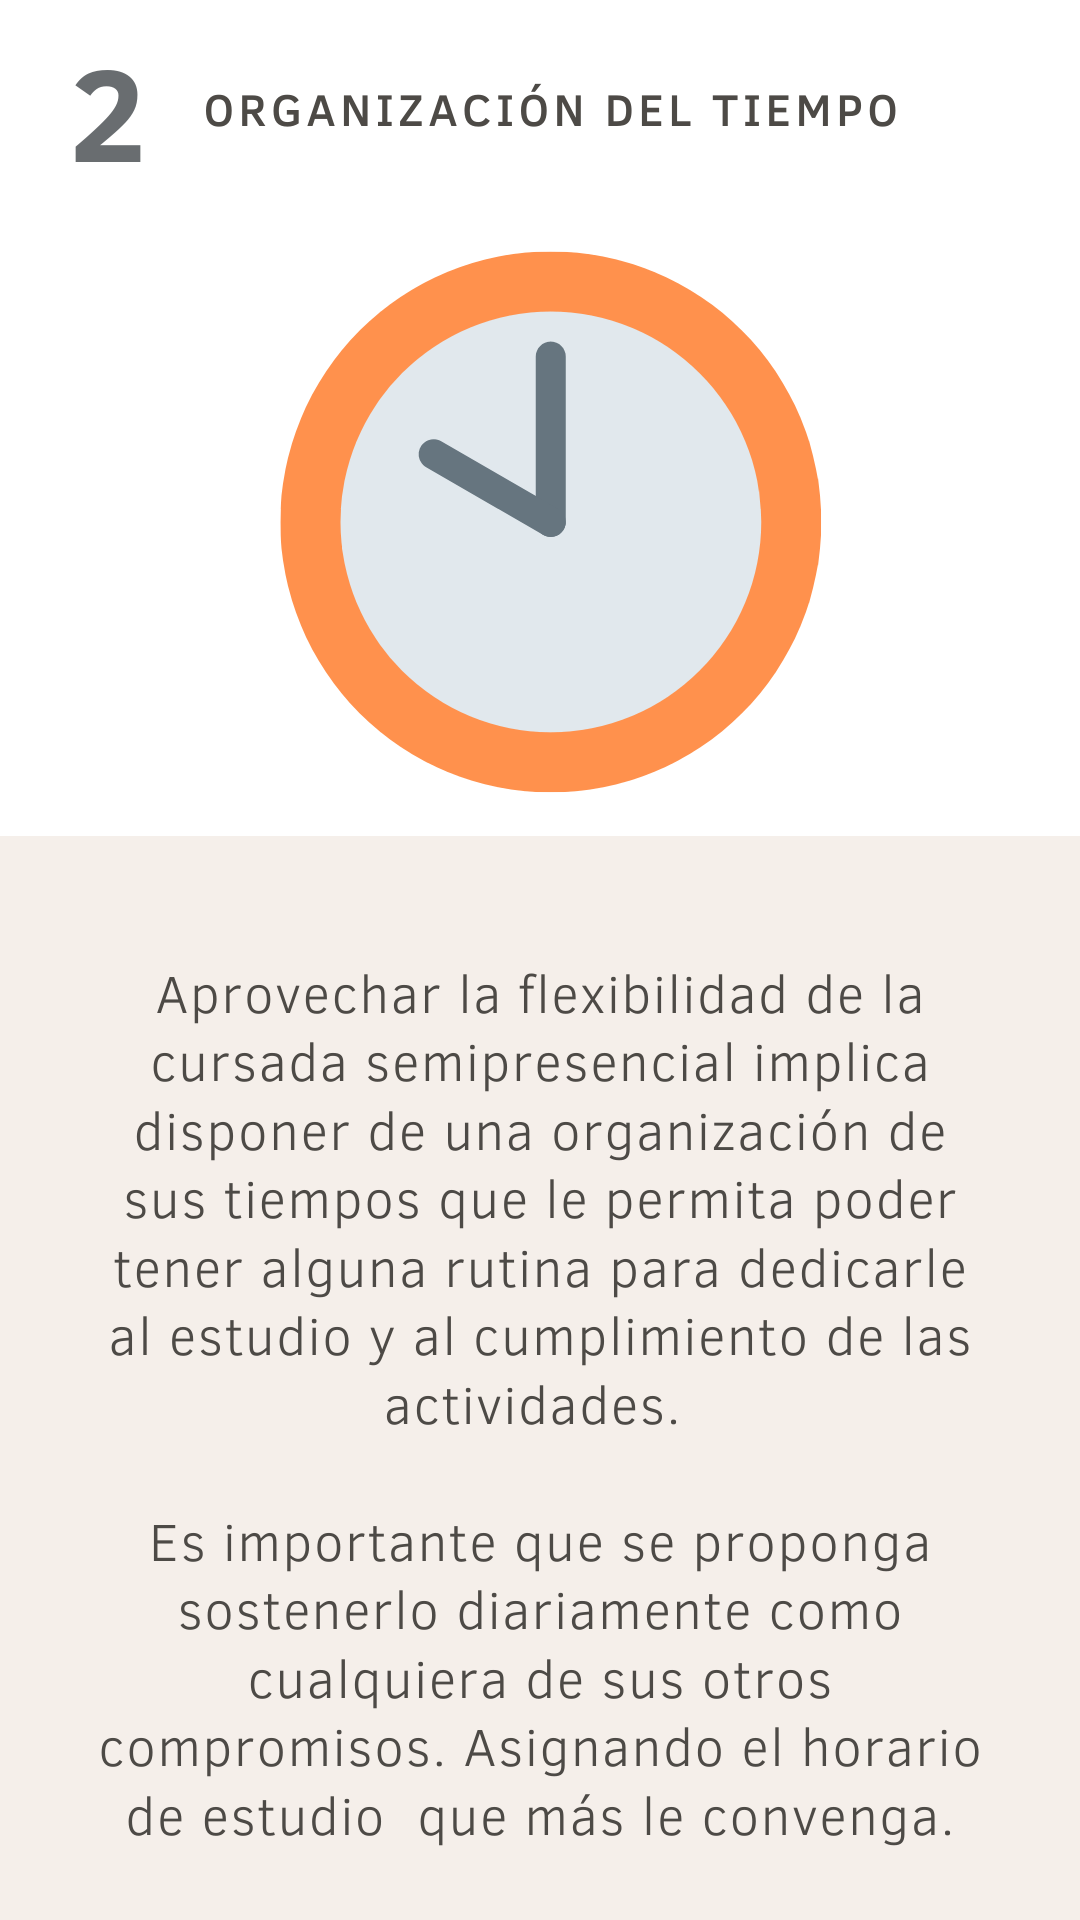 2 ORGANIZACIÓN DEL TIEMPO
Aprovechar la flexibilidad de la
cursada semipresencial implica
disponer de una organización de
sus tiempos que le permita poder
tener alguna rutina para dedicarle
al estudio y al cumplimiento de las
actividades.
Es importante que se proponga
sostenerlo diariamente como
cualquiera de sus otros
compromisos. Asignando el horario
de estudio  que más le convenga.